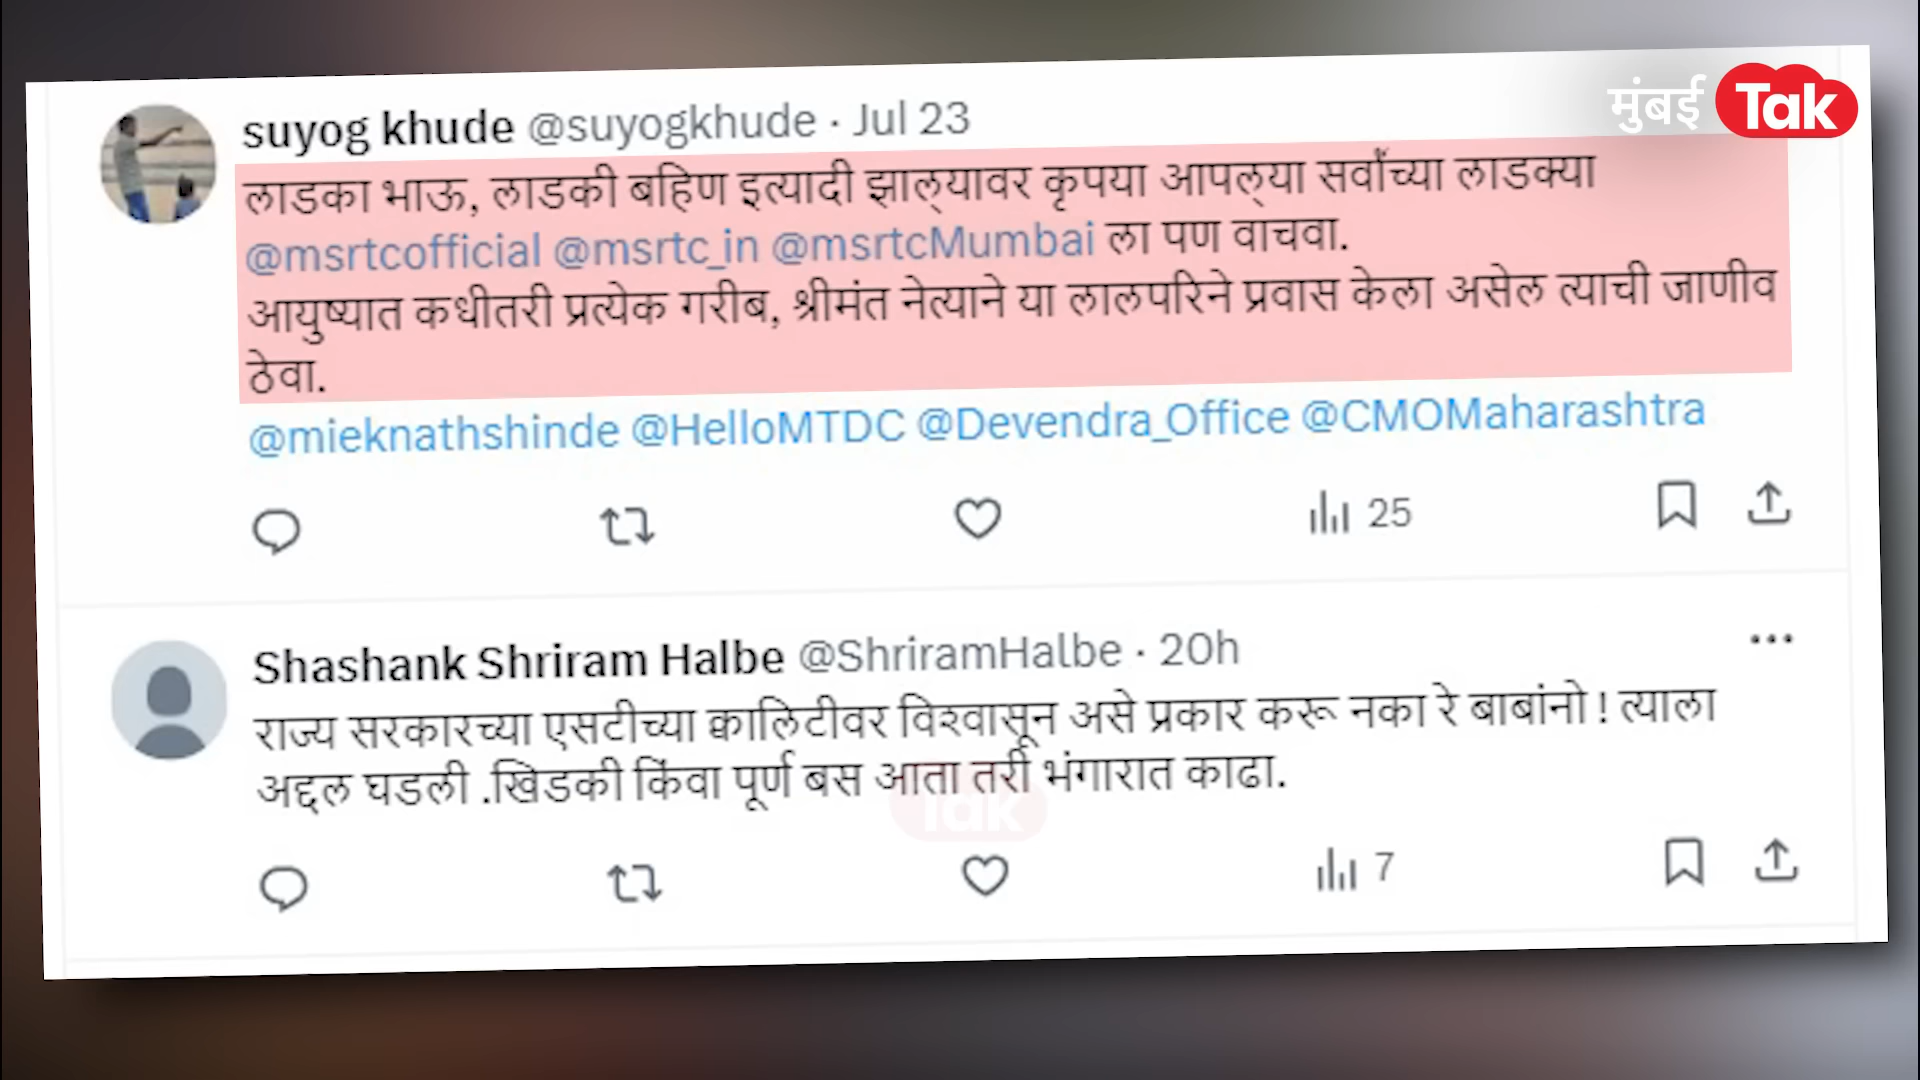 मुंबई Tak
suyog khude @suyogkhude · Jul 23
लाडका भाऊ, लाडकी बहिण इत्यादी झाल्यावर कृपया आपल्या सर्वांच्या लाडक्या
@msrtcofficial @msrtc_in @msrtcMumbai ला पण वाचवा.
आयुष्यात कधीतरी प्रत्येक गरीब, श्रीमंत नेत्याने या लालपरिने प्रवास केला असेल त्याची जाणीव
ठेवा.
@mieknathshinde @HelloMTDC @Devendra_Office @CMOMaharashtra
25
Shashank Shriram Halbe @ShriramHalbe · 20h
राज्य सरकारच्या एसटीच्या क्वालिटीवर विश्वासून असे प्रकार करू नका रे बाबांनो ! त्याला
अद्दल घडली .खिडकी किंवा पूर्ण बस आता तरी भंगारात काढा.
Tak
7